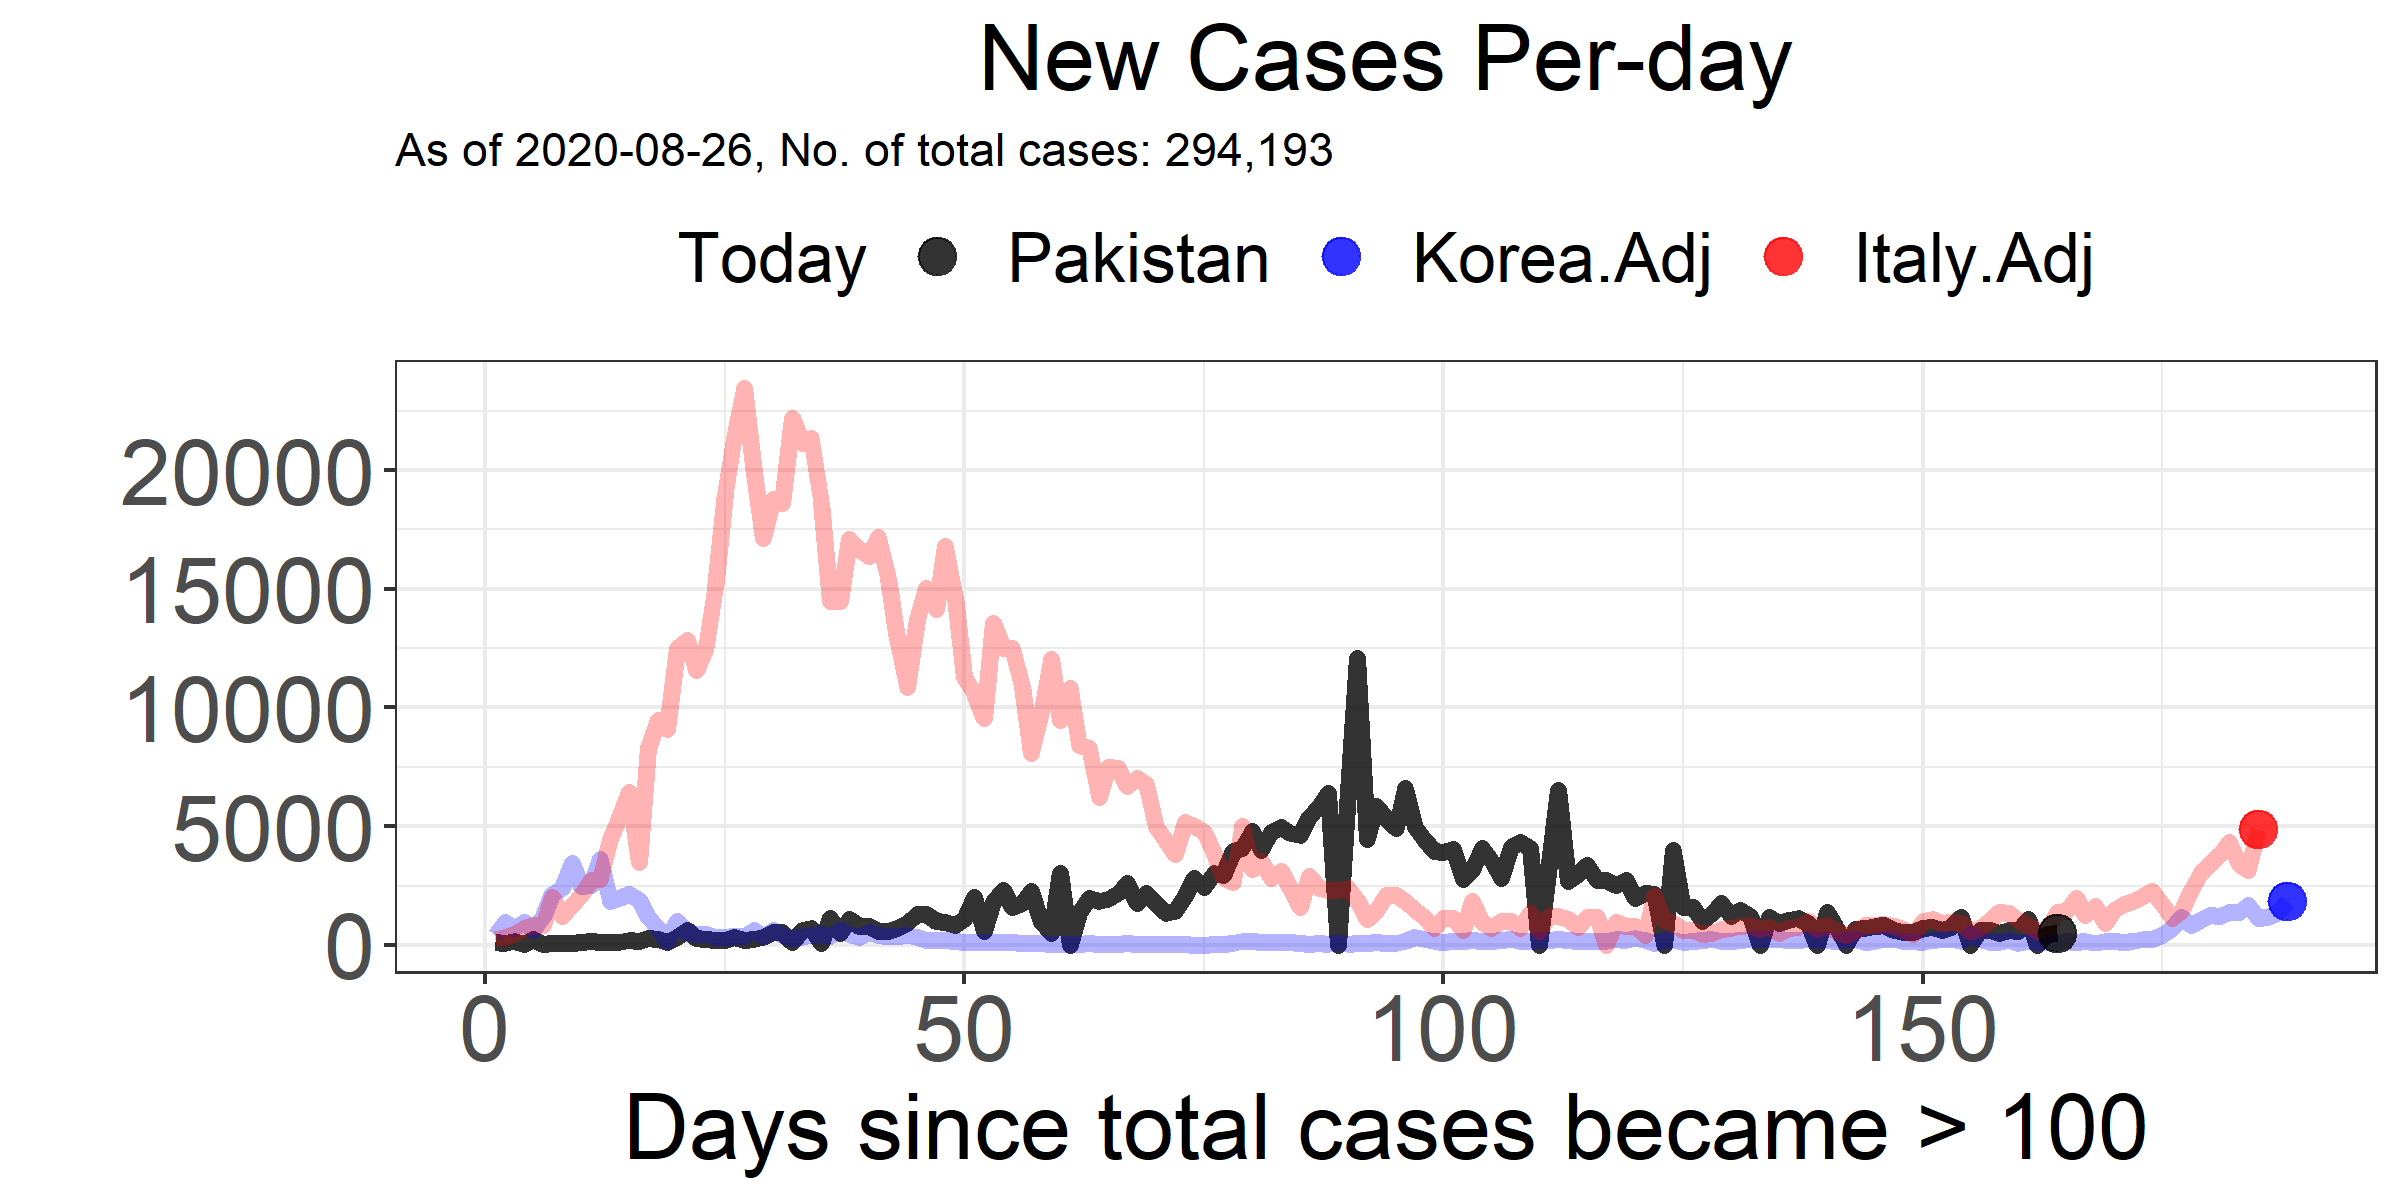 New Cases Per-day
As of 2020-08-26, No. of total cases: 294,193
Today Pakistan Korea.Adj Italy.Adj
20000
15000
10000
5000
0
0 50 100 150
Days since total cases became > 100